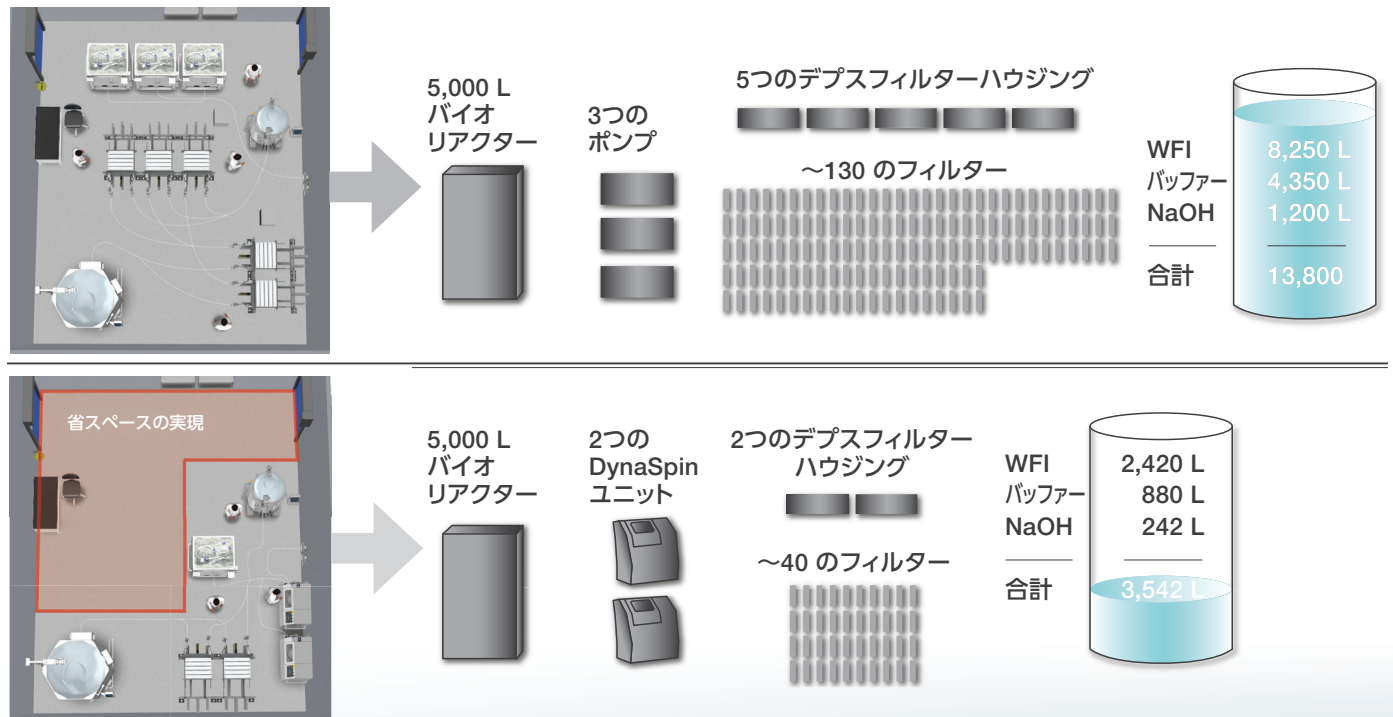 5,000 L
バイオ
リアクター
3つの
ポンプ
5つのデプスフィルターハウジング
〜130 のフィルター
WFI 8,250 L
バッファー 4,350 L
NaOH 1,200 L
合計 13,800
省スペースの実現
5,000 L
バイオ
リアクター
2つの
DynaSpin
ユニット
2つのデプスフィルター
ハウジング
〜40 のフィルター
WFI 2,420 L
バッファー 880 L
NaOH 242 L
合計 3,542 L